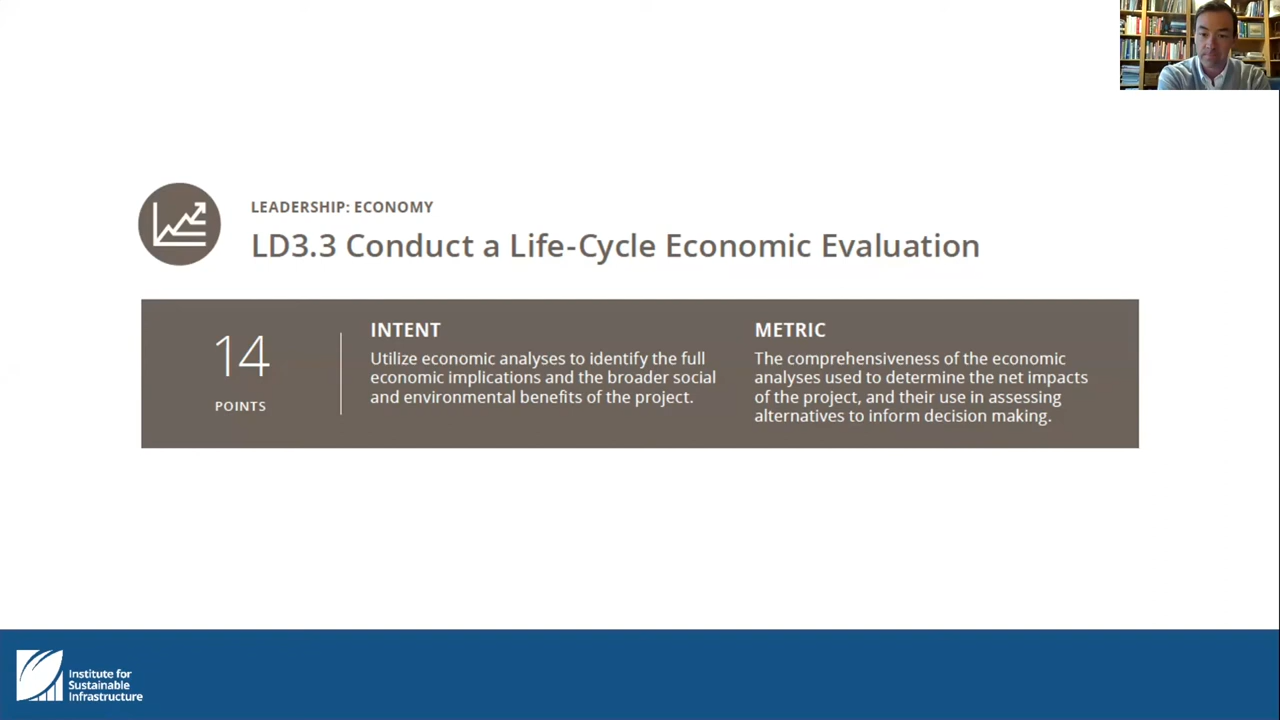 LEADERSHIP: ECONOMY
LD3.3 Conduct a Life-Cycle Economic Evaluation
14
POINTS
INTENT
Utilize economic analyses to identify the full
economic implications and the broader social
and environmental benefits of the project.
METRIC
The comprehensiveness of the economic
analyses used to determine the net impacts
of the project, and their use in assessing
alternatives to inform decision making.
Institute for
Sustainable
Infrastructure